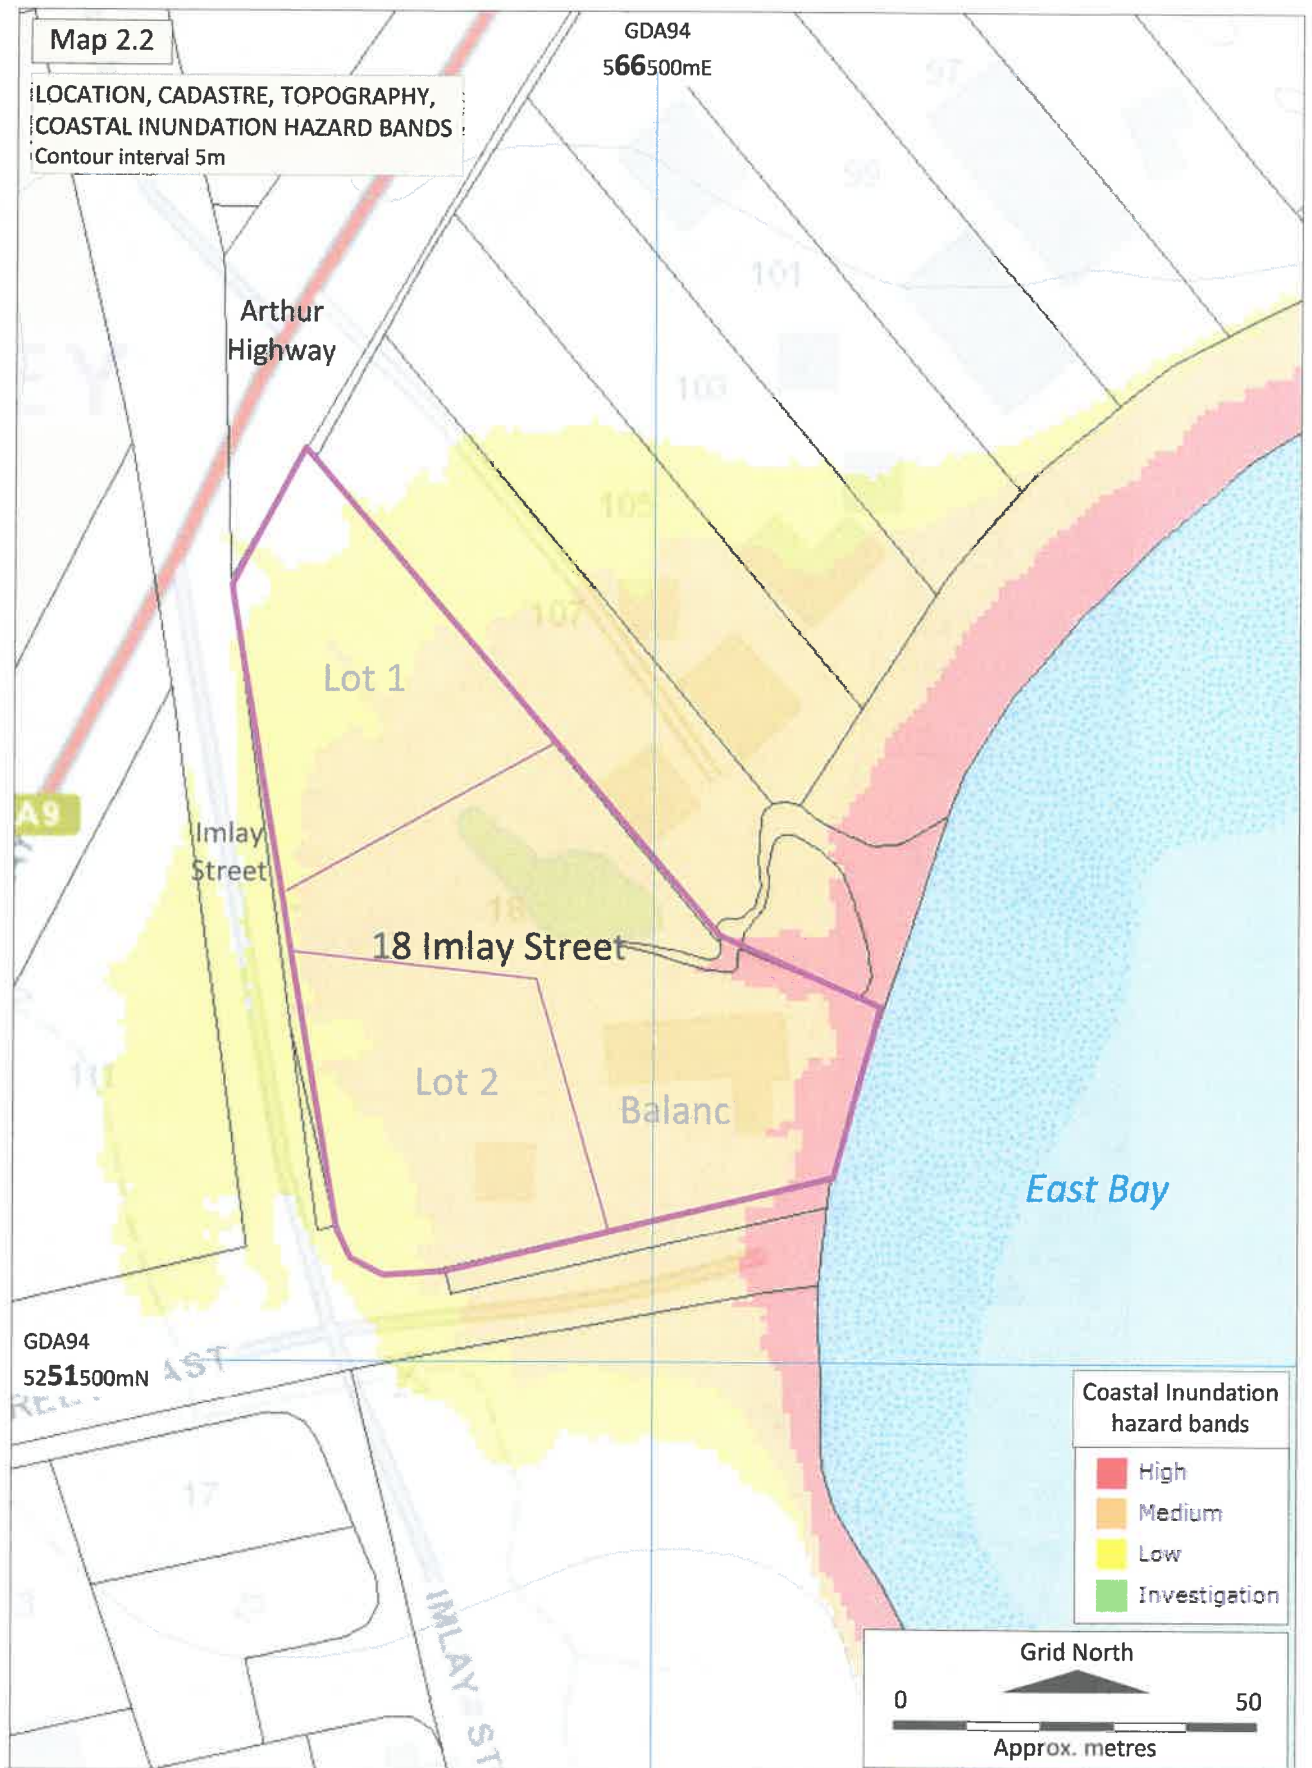 Map 2.2
LOCATION, CADASTRE, TOPOGRAPHY,
COASTAL INUNDATION HAZARD BANDS
Contour interval 5m
GDA94
566500mE
97
99
101
103
Arthur
Highway
EY
105
107
Lot 1
A9
Imlay
Street
18
18 Imlay Street
Lot 2
Balanc
East Bay
GDA94
5251500mN
AST
17
IMLAY ST
Coastal Inundation
hazard bands
High
Medium
Low
Investigation
Grid North
0 50
Approx. metres